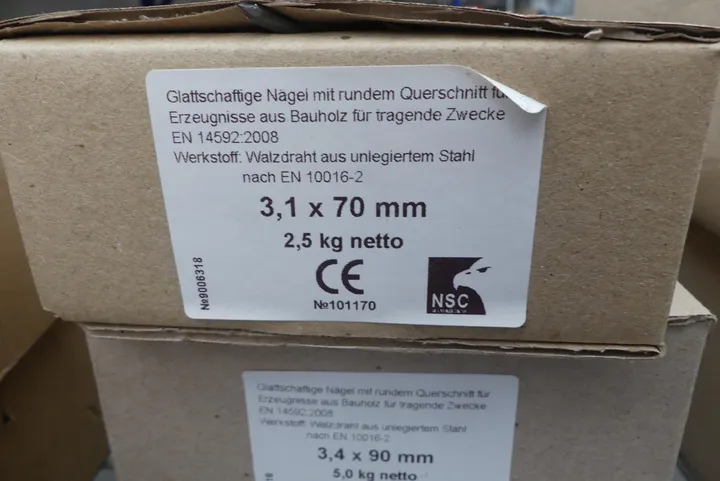 Glattschaftige Nägel mit rundem Querschnitt für
Erzeugnisse aus Bauholz für tragende Zwecke
EN 14592:2008
Werkstoff: Walzdraht aus unlegiertem Stahl
nach EN 10016-2
3,1 x 70 mm
2,5 kg netto
CE
№9006318
№101170
NSC
Glattschaftige Nägel mit rundem Querschnitt für
Erzeugnisse aus Bauholz für tragende Zwecke
EN 14592:2008
Werkstoff: Walzdraht aus unlegiertem Stahl
nach EN 10016-2
3,4 x 90 mm
5,0 kg netto